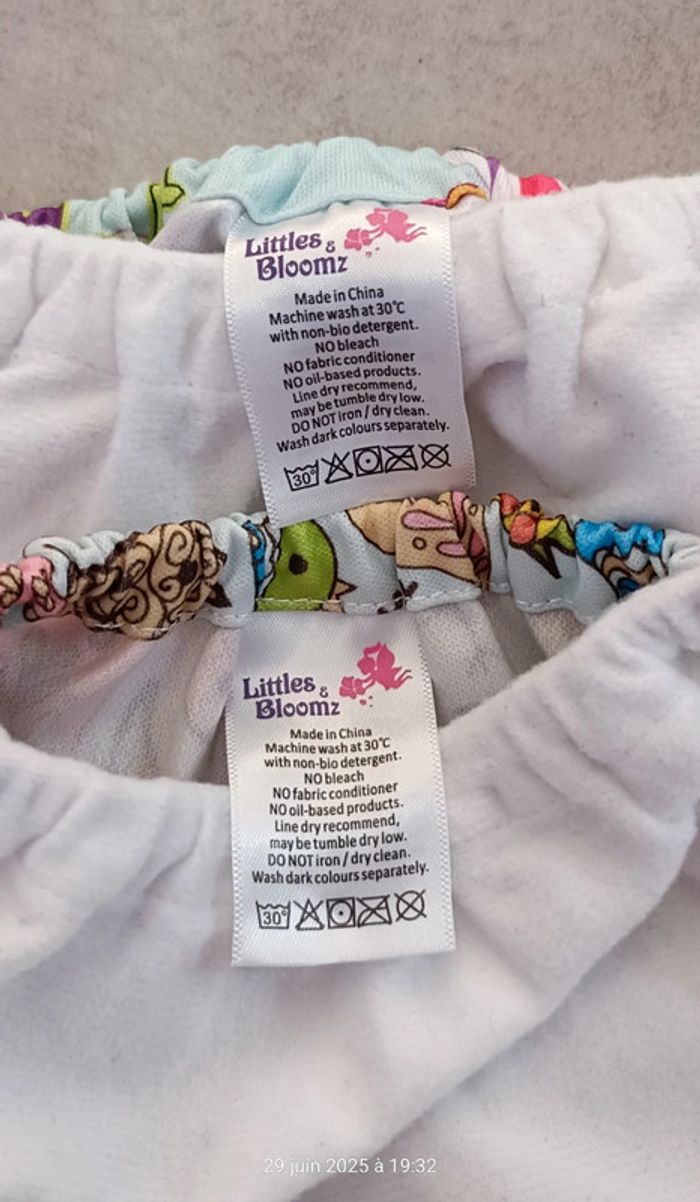 Littles &
Bloomz
Made in China
Machine wash at 30°C
with non-bio detergent.
NO bleach
NO fabric conditioner
NO oil-based products.
Line dry recommend,
may be tumble dry low.
DO NOT iron / dry clean.
Wash dark colours separately.
30°
Littles &
Bloomz
Made in China
Machine wash at 30°C
with non-bio detergent.
NO bleach
NO fabric conditioner
NO oil-based products.
Line dry recommend,
may be tumble dry low.
DO NOT iron / dry clean.
Wash dark colours separately.
30°
29 juin 2025 à 19:32